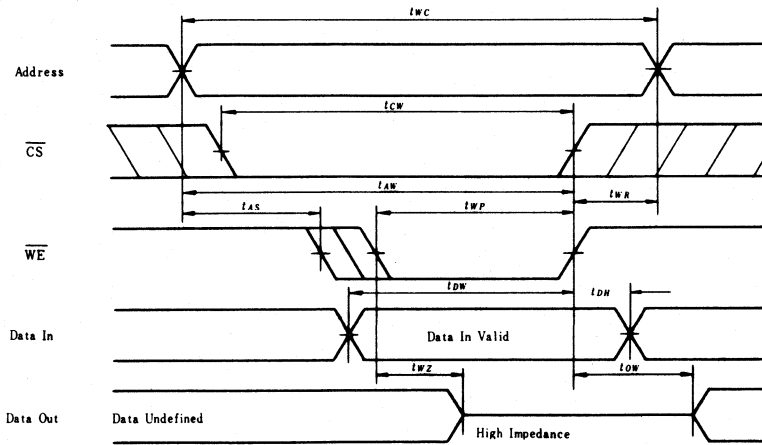 tWC
Address
tCW
CS
tAW
tWR
tAS
tWP
WE
tDW
tDH
Data In
Data In Valid
tWZ
tOW
Data Out
Data Undefined
High Impedance